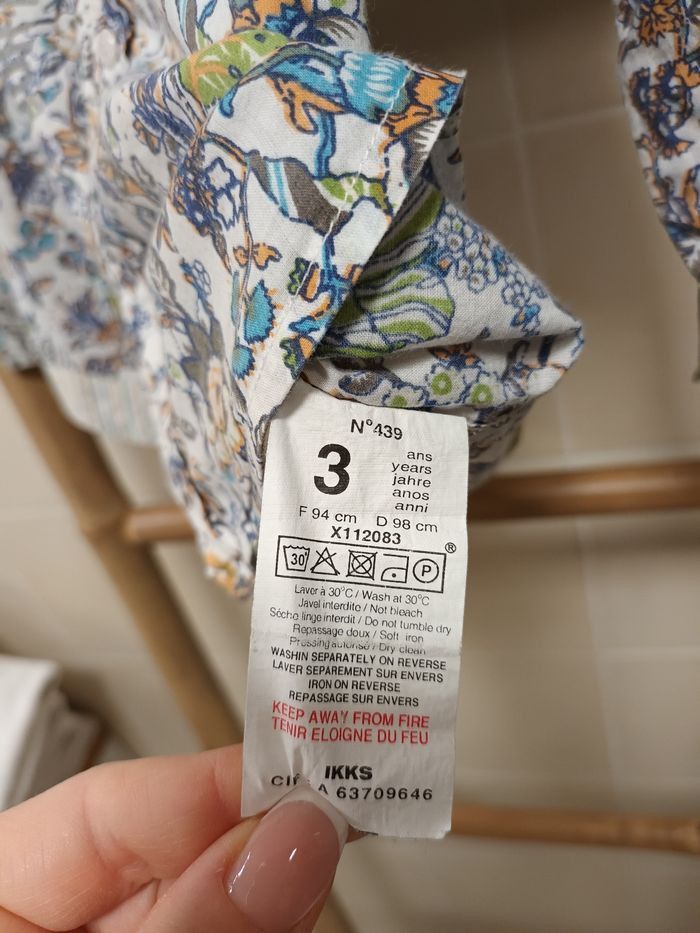 N°439
3
ans
years
jahre
anos
anni
F 94 cm D 98 cm
X112083
30 P ®
Laver à 30°C / Wash at 30°C
Javel interdite / Not bleach
Séche linge interdit / Do not tumble dry
Repassage doux / Soft iron
Pressing autorisé / Dry clean
WASHIN SEPARATELY ON REVERSE
LAVER SEPAREMENT SUR ENVERS
IRON ON REVERSE
REPASSAGE SUR ENVERS
KEEP AWAY FROM FIRE
TENIR ELOIGNE DU FEU
IKKS
A 63709646